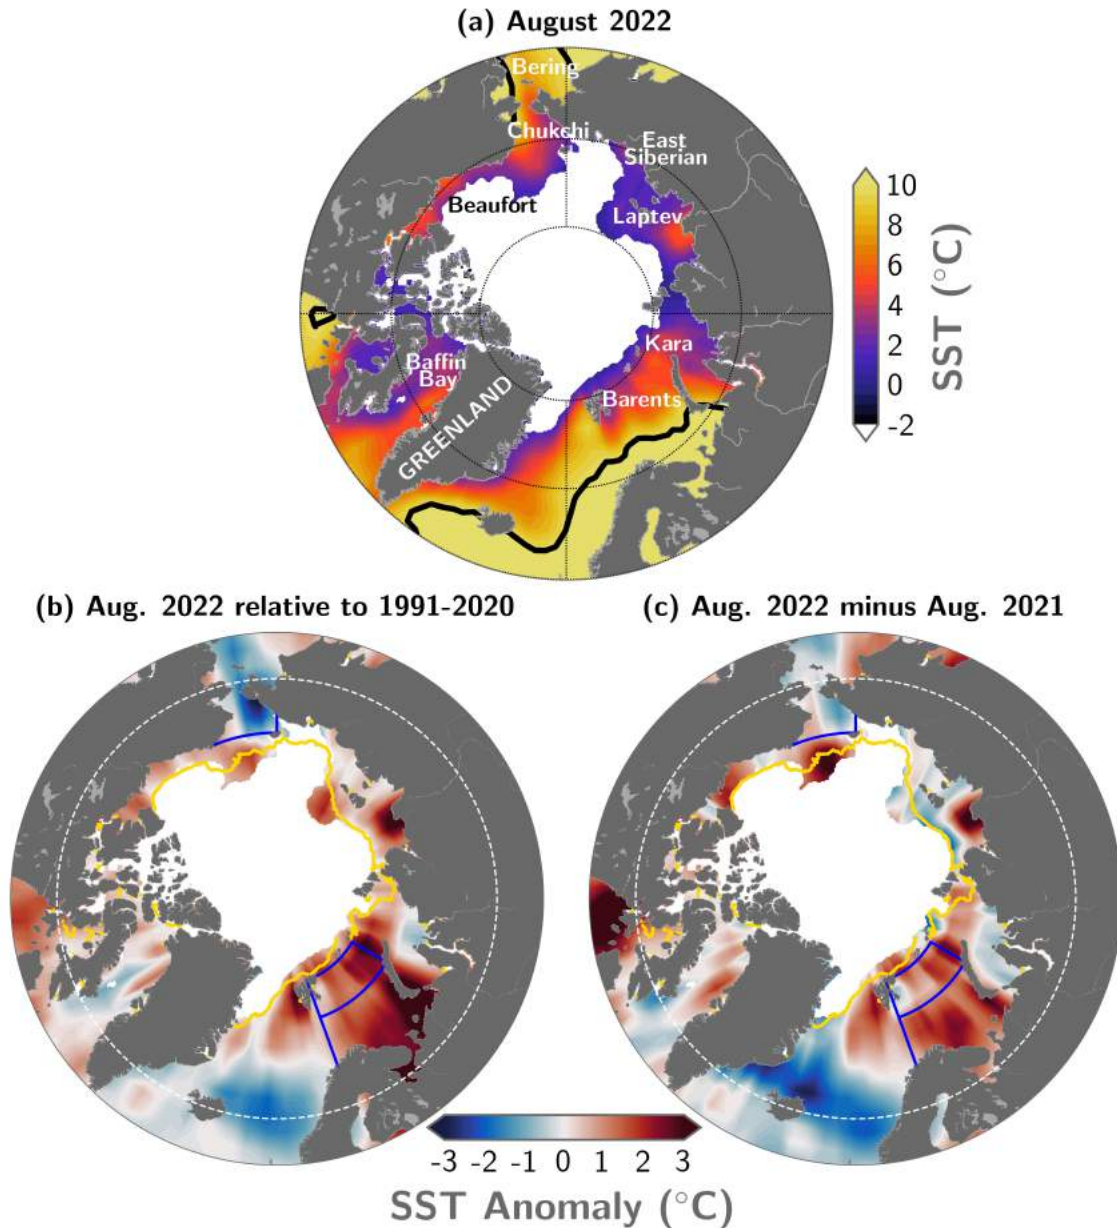 (a) August 2022
Bering
Chukchi
East
Siberian
Beaufort
Laptev
Kara
Baffin
Bay
Barents
GREENLAND
10
8
6
4
2
0
-2
SST (°C)
(b) Aug. 2022 relative to 1991-2020
(c) Aug. 2022 minus Aug. 2021
-3 -2 -1 0 1 2 3
SST Anomaly (°C)